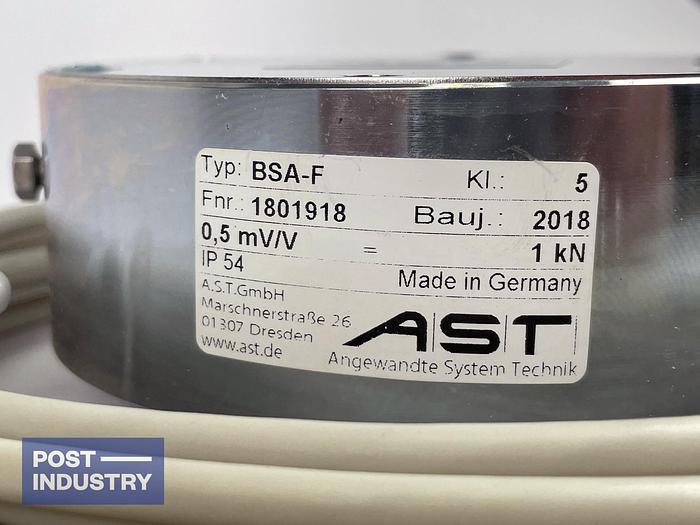 Typ: BSA-F Kl.: 5
Fnr.: 1801918 Bauj.: 2018
0,5 mV/V = 1 kN
IP 54 Made in Germany
A.S.T.GmbH
Marschnerstraße 26
01307 Dresden
www.ast.de
AST
Angewandte System Technik
POST
INDUSTRY